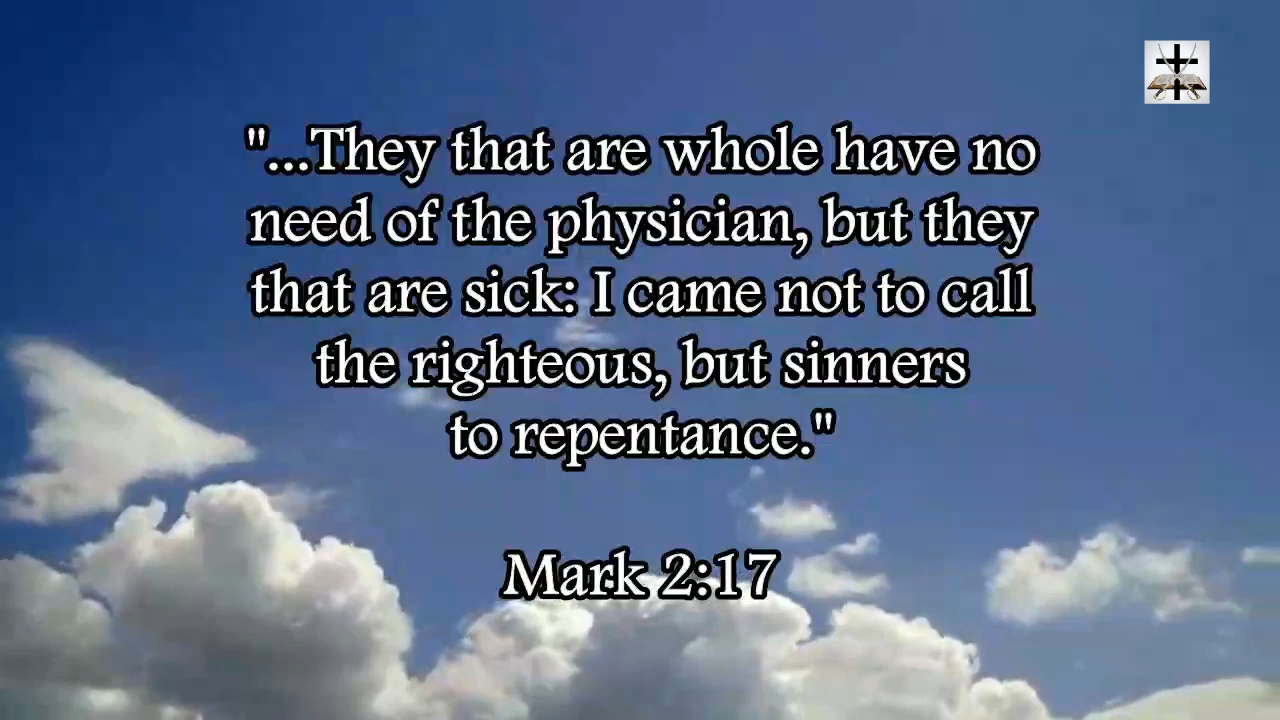 "...They that are whole have no
need of the physician, but they
that are sick: I came not to call
the righteous, but sinners
to repentance."
Mark 2:17